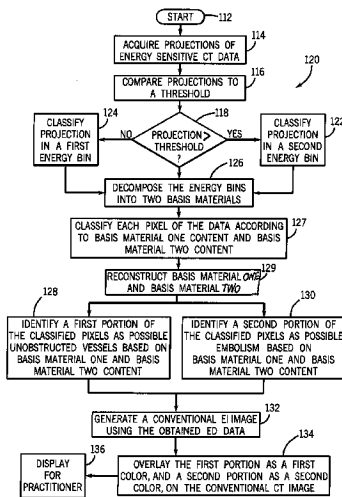 START
112
ACQUIRE PROJECTIONS OF
ENERGY SENSITIVE CT DATA
114
120
COMPARE PROJECTIONS TO
A THRESHOLD
116
124
CLASSIFY
PROJECTION
IN A FIRST
ENERGY BIN
NO
118
PROJECTION >
THRESHOLD
?
YES
CLASSIFY
PROJECTION
IN A SECOND
ENERGY BIN
122
126
DECOMPOSE THE ENERGY BINS
INTO TWO BASIS MATERIALS
127
CLASSIFY EACH PIXEL OF THE DATA ACCORDING
TO BASIS MATERIAL ONE CONTENT AND BASIS
MATERIAL TWO CONTENT
129
RECONSTRUCT BASIS MATERIAL ONE
AND BASIS MATERIAL TWO
128
IDENTIFY A FIRST PORTION OF
THE CLASSIFIED PIXELS AS POSSIBLE
UNOBSTRUCTED VESSELS BASED ON
BASIS MATERIAL ONE AND BASIS
MATERIAL TWO CONTENT
130
IDENTIFY A SECOND PORTION OF
THE CLASSIFIED PIXELS AS POSSIBLE
EMBOLISM BASED ON
BASIS MATERIAL ONE AND BASIS
MATERIAL TWO CONTENT
132
GENERATE A CONVENTIONAL EI IMAGE
USING THE OBTAINED ED DATA
134
136
DISPLAY
FOR
PRACTITIONER
OVERLAY THE FIRST PORTION AS A FIRST
COLOR, AND A SECOND PORTION AS A SECOND
COLOR, ON THE CONVENTIONAL CT IMAGE